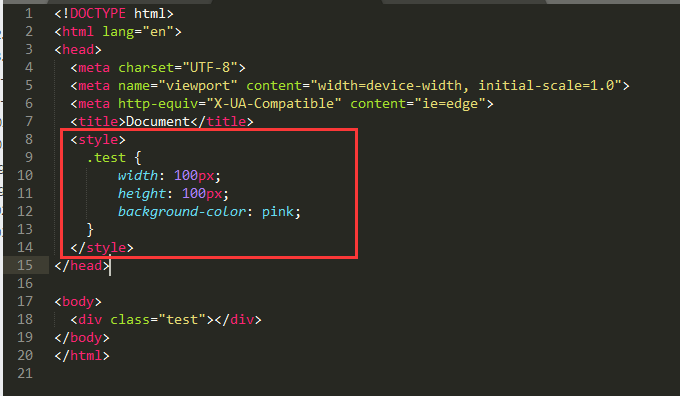 1 <!DOCTYPE html>
2 <html lang="en">
3 <head>
4 <meta charset="UTF-8">
5 <meta name="viewport" content="width=device-width, initial-scale=1.0">
6 <meta http-equiv="X-UA-Compatible" content="ie=edge">
7 <title>Document</title>
8 <style>
9 .test {
10 width: 100px;
11 height: 100px;
12 background-color: pink;
13 }
14 </style>
15 </head>
16
17 <body>
18 <div class="test"></div>
19 </body>
20 </html>
21